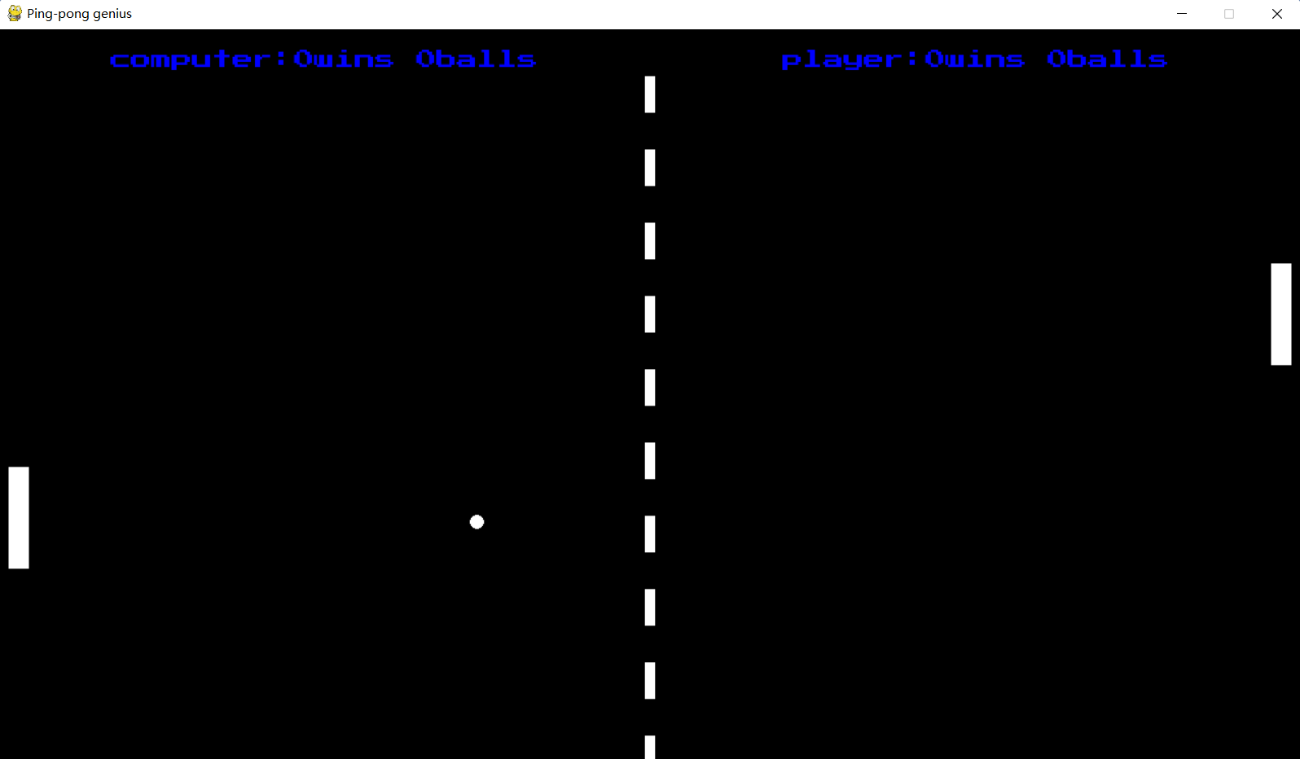 Ping-pong genius
computer:0wins 0balls
player:0wins 0balls